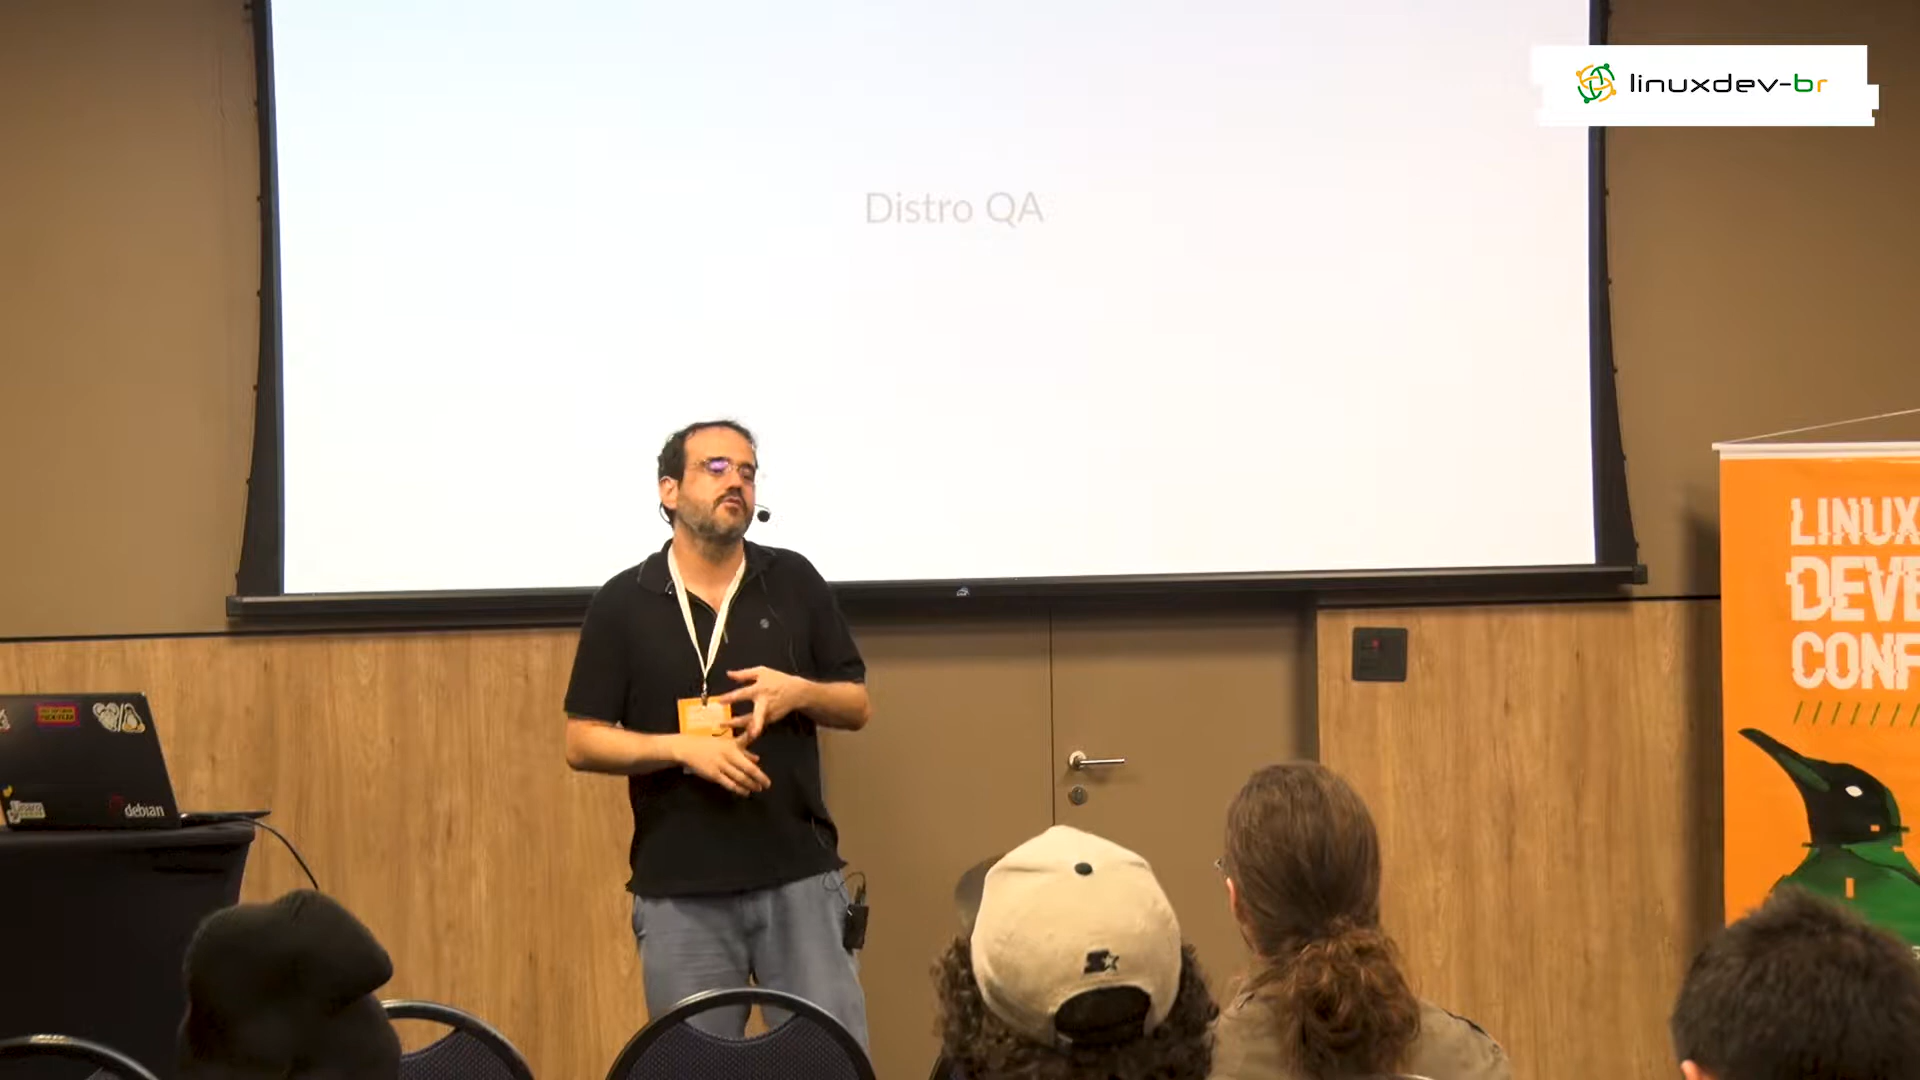 linuxdev-br
Distro QA
LINUX
DEVE
CONF
debian